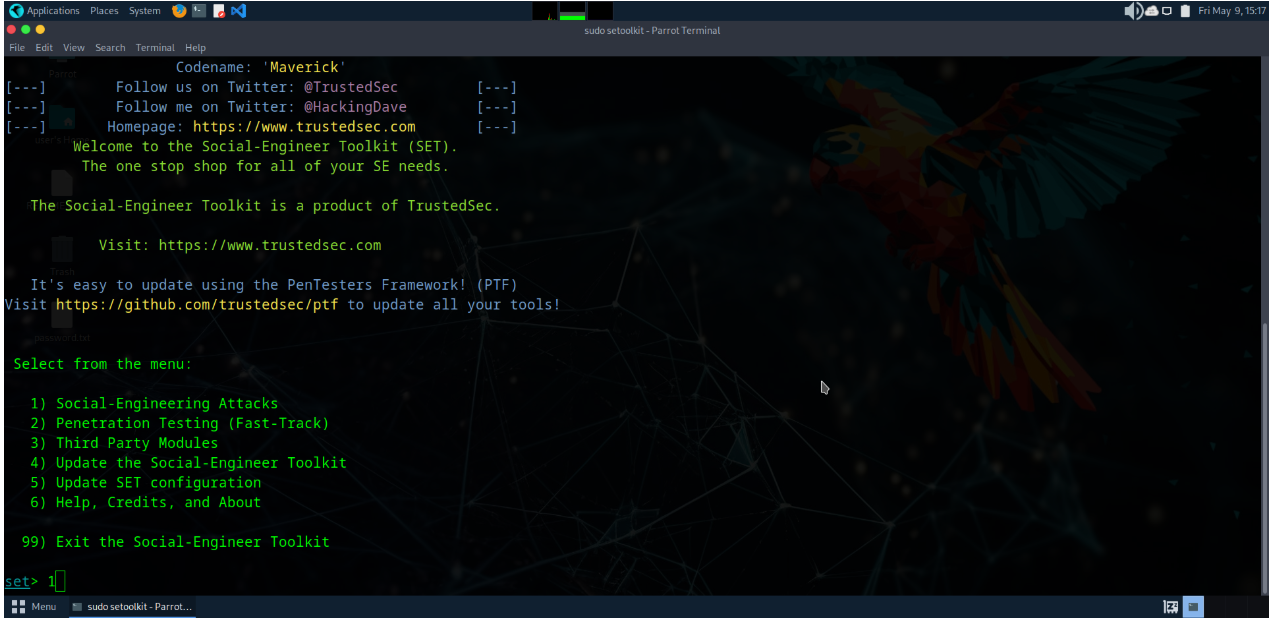 Applications Places System Fri May 9, 15:17
sudo setoolkit - Parrot Terminal
File Edit View Search Terminal Help
Codename: 'Maverick'
Parrot
[---] Follow us on Twitter: @TrustedSec [---]
[---] Follow me on Twitter: @HackingDave [---]
[---] Homepage: https://www.trustedsec.com [---]
Welcome to the Social-Engineer Toolkit (SET).
The one stop shop for all of your SE needs.
The Social-Engineer Toolkit is a product of TrustedSec.
Visit: https://www.trustedsec.com
Trash
It's easy to update using the PenTesters Framework! (PTF)
Visit https://github.com/trustedsec/ptf to update all your tools!
password.txt
Select from the menu:
1) Social-Engineering Attacks
2) Penetration Testing (Fast-Track)
3) Third Party Modules
4) Update the Social-Engineer Toolkit
5) Update SET configuration
6) Help, Credits, and About
99) Exit the Social-Engineer Toolkit
set> 1
Menu sudo setoolkit - Parrot...